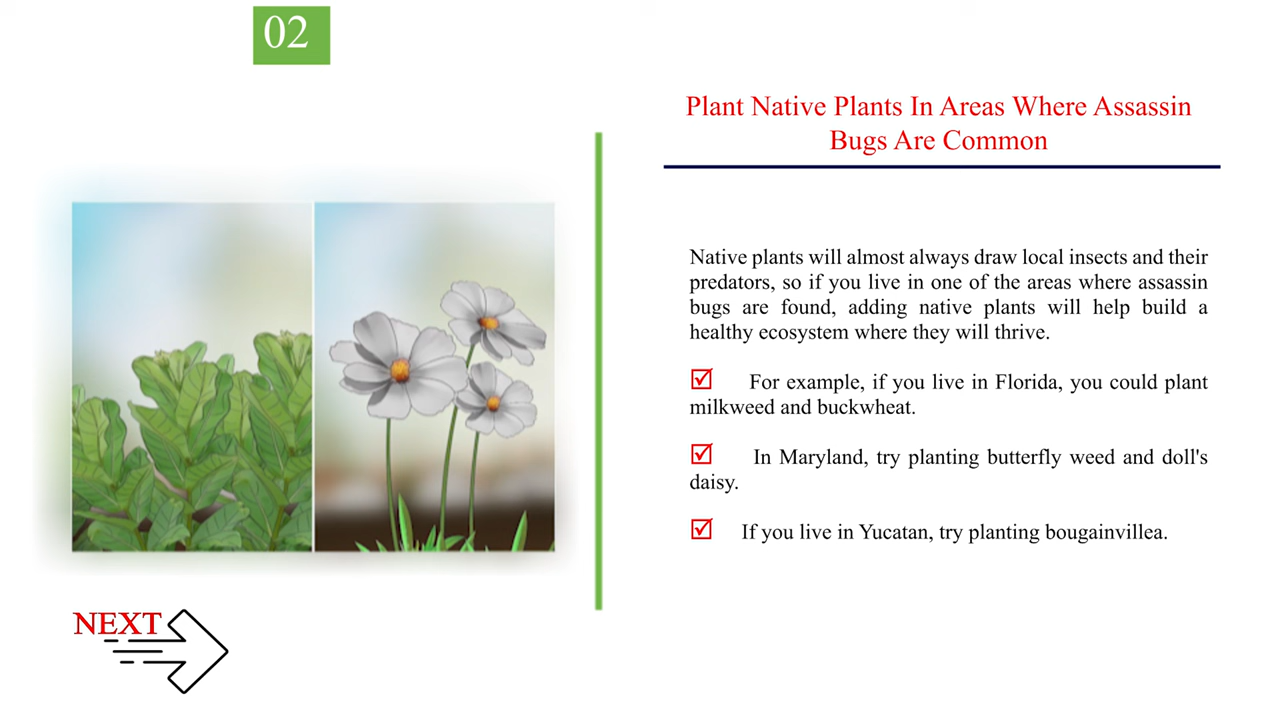 02
Plant Native Plants In Areas Where Assassin
Bugs Are Common
Native plants will almost always draw local insects and their
predators, so if you live in one of the areas where assassin
bugs are found, adding native plants will help build a
healthy ecosystem where they will thrive.
For example, if you live in Florida, you could plant
milkweed and buckwheat.
In Maryland, try planting butterfly weed and doll's
daisy.
If you live in Yucatan, try planting bougainvillea.
NEXT